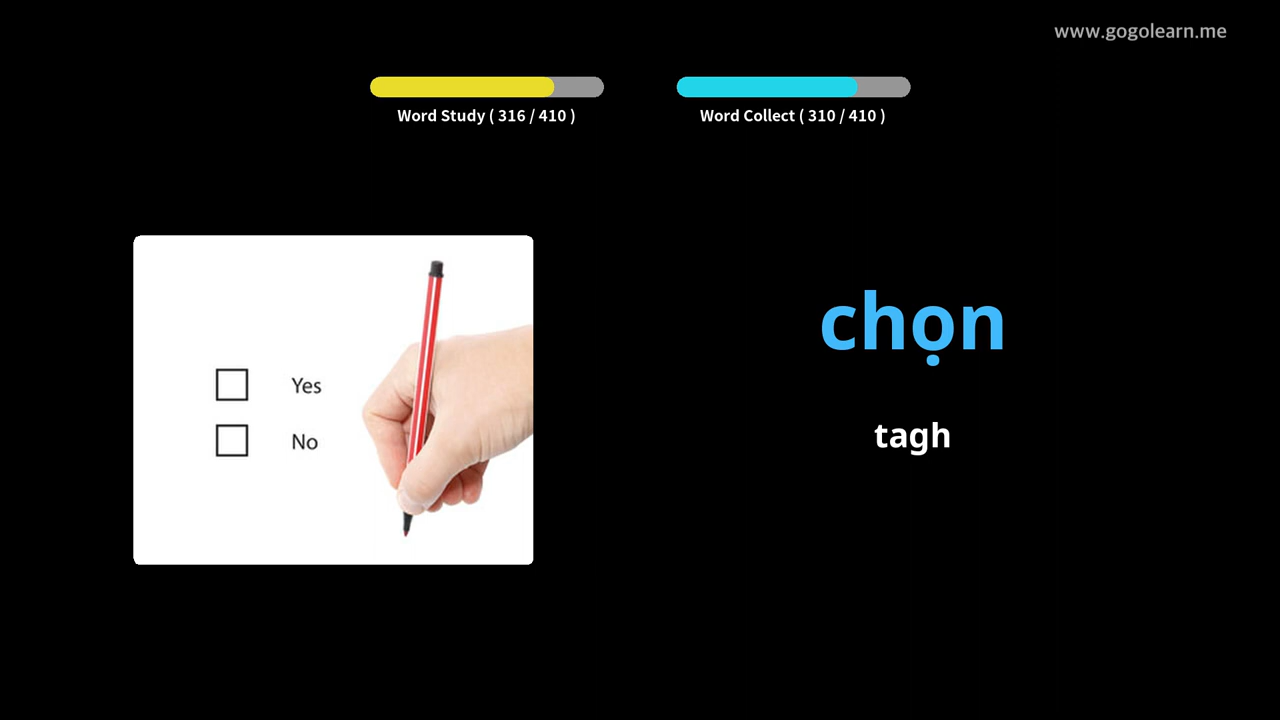 www.gogolearn.me
Word Study ( 316 / 410 )
Word Collect ( 310 / 410 )
Yes
No
chọn
tagh